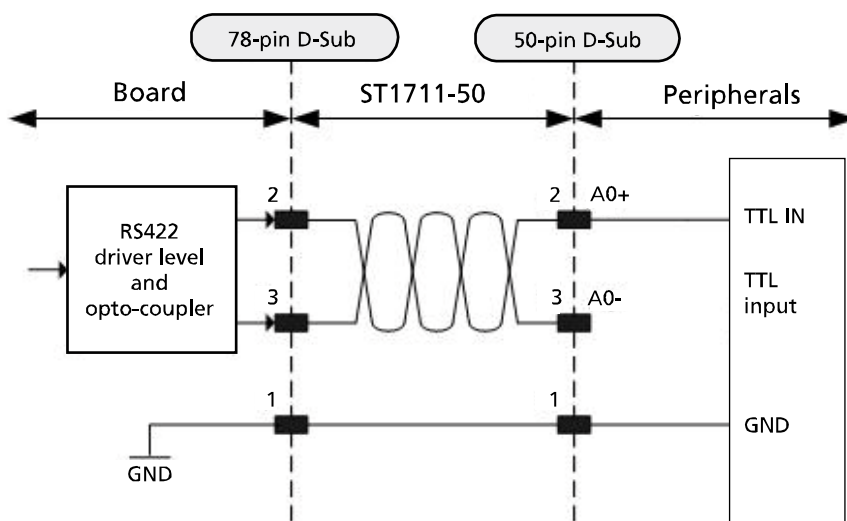 78-pin D-Sub
50-pin D-Sub
Board
ST1711-50
Peripherals
2
2
A0+
TTL IN
RS422
driver level
and
opto-coupler
3
3
A0-
TTL
input
1
1
GND
GND